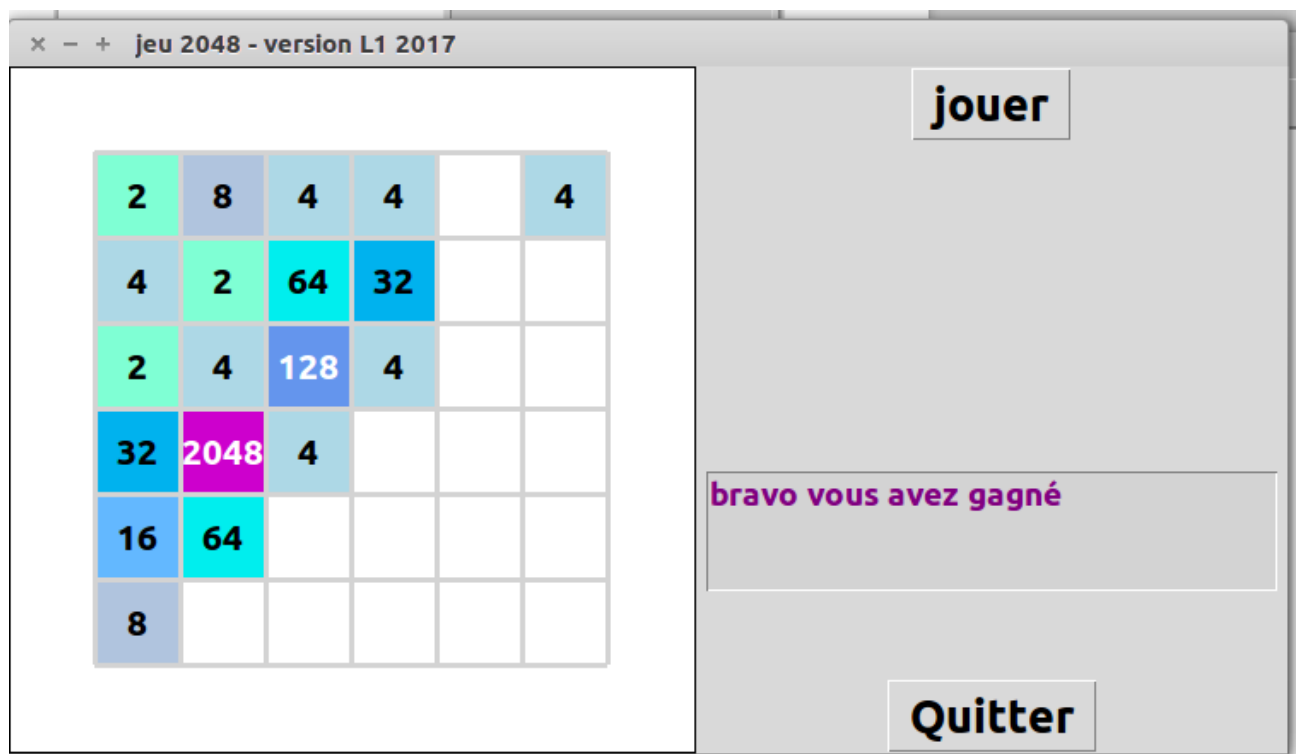 × − + jeu 2048 - version L1 2017
jouer
2 8 4 4 4
4 2 64 32
2 4 128 4
32 2048 4
16 64
8
bravo vous avez gagné
Quitter